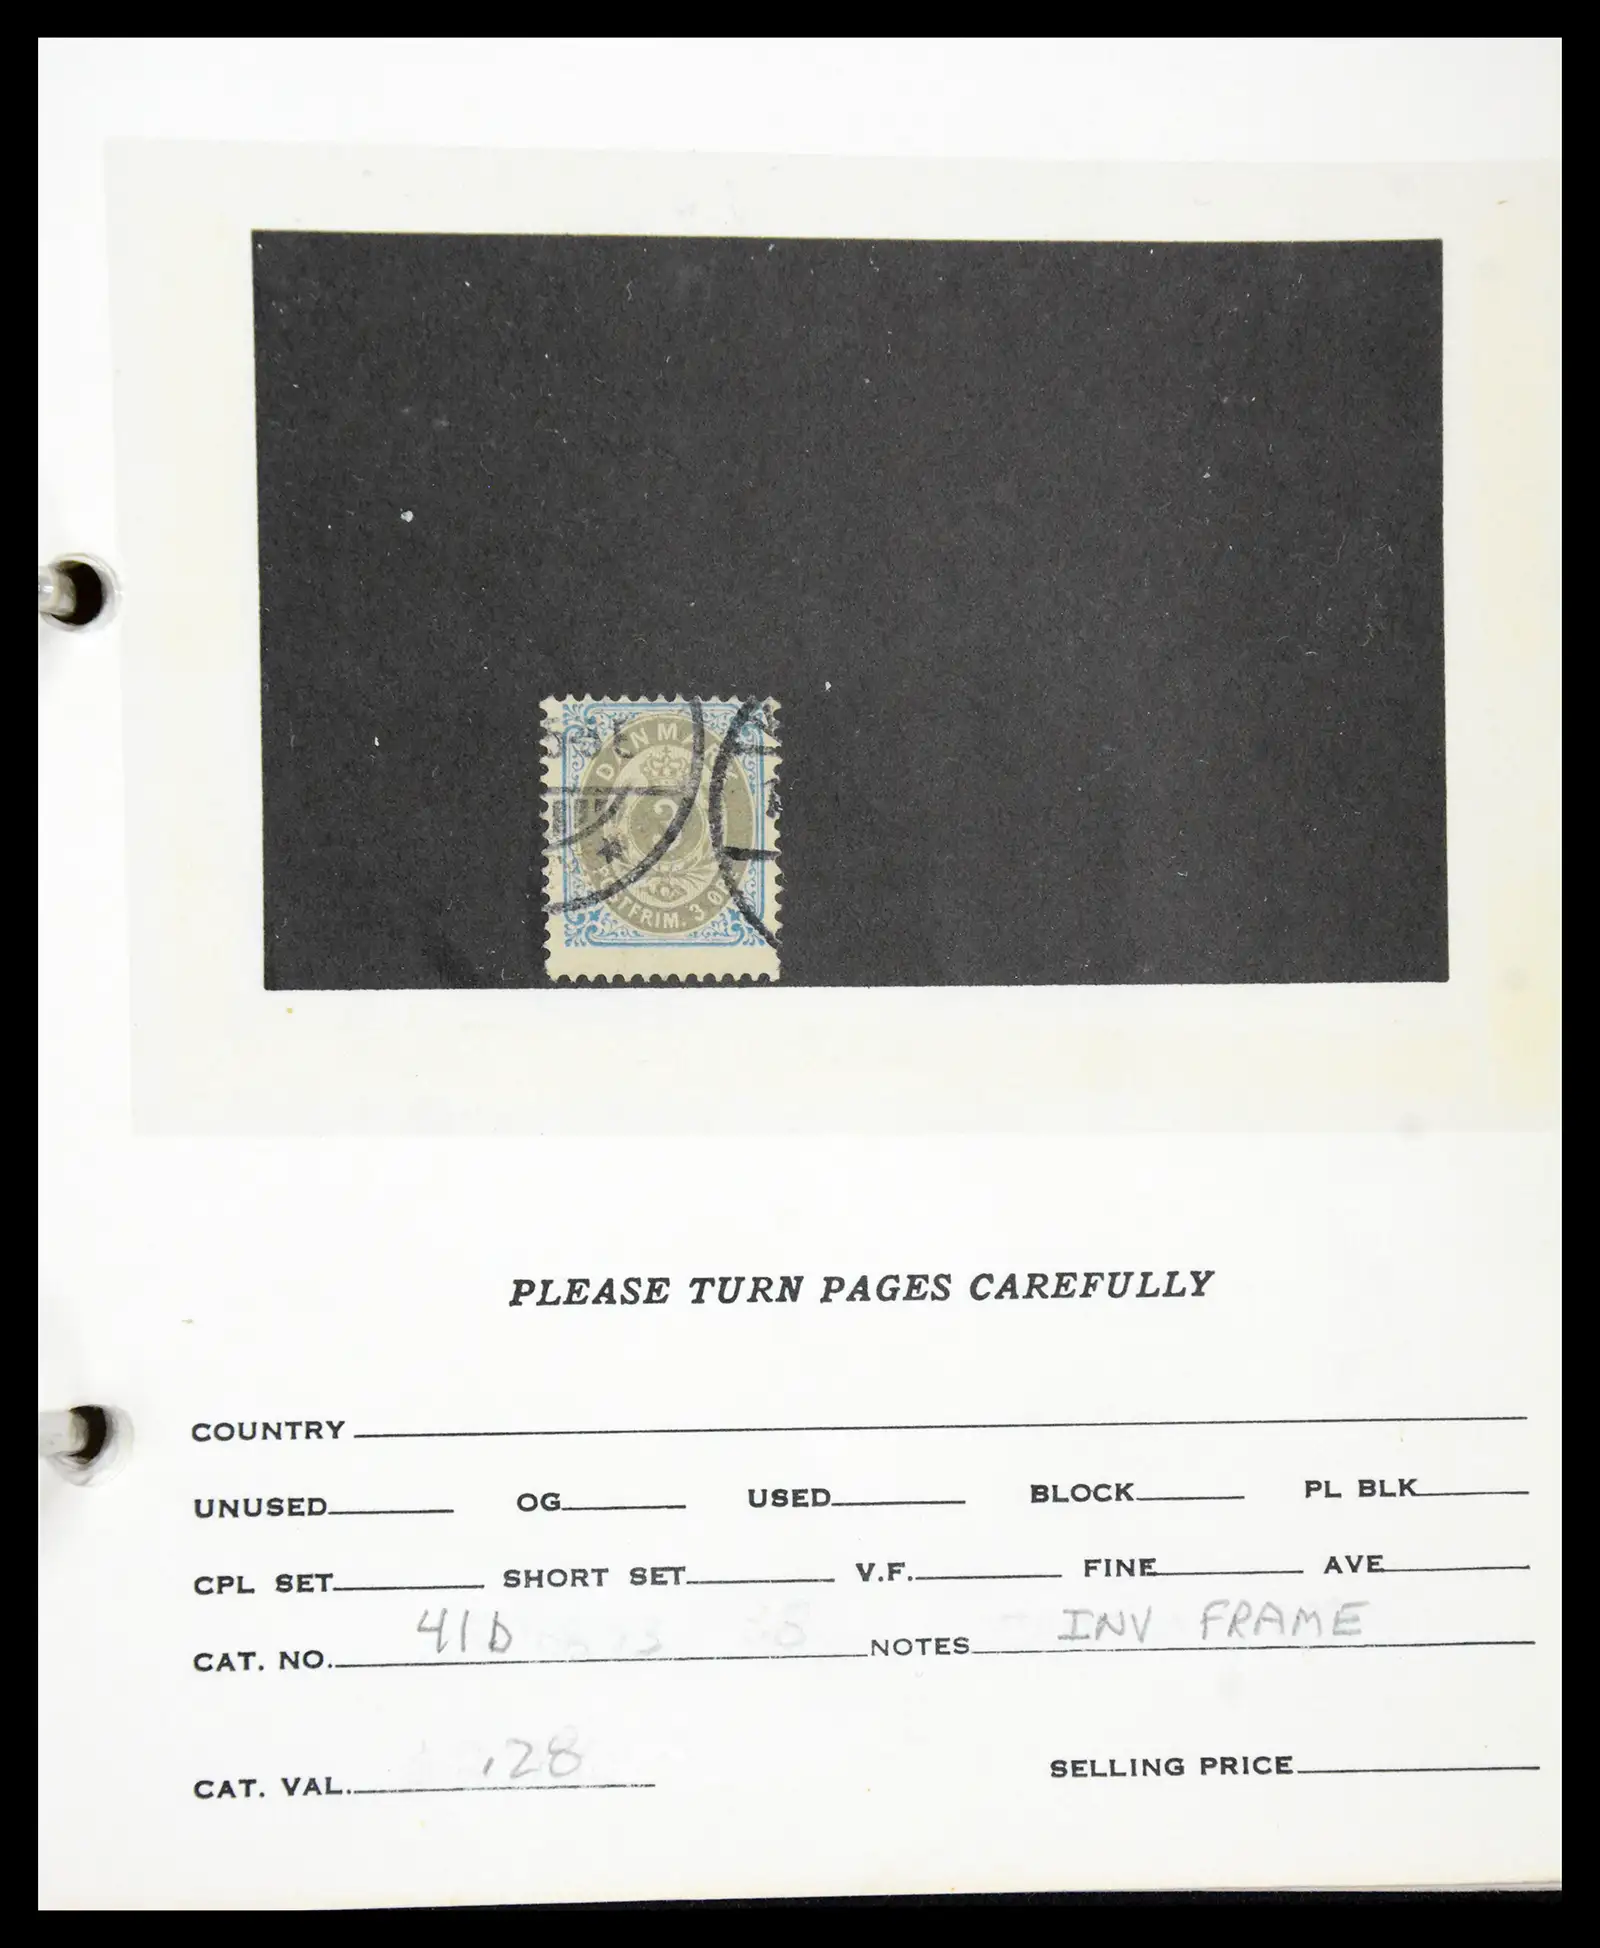 DANMARK
3
POSTFRIM. 3 ØRE
PLEASE TURN PAGES CAREFULLY
COUNTRY
UNUSED OG USED BLOCK PL BLK
CPL SET SHORT SET V.F. FINE AVE
CAT. NO. 41b NOTES INV FRAME
CAT. VAL. .28 SELLING PRICE